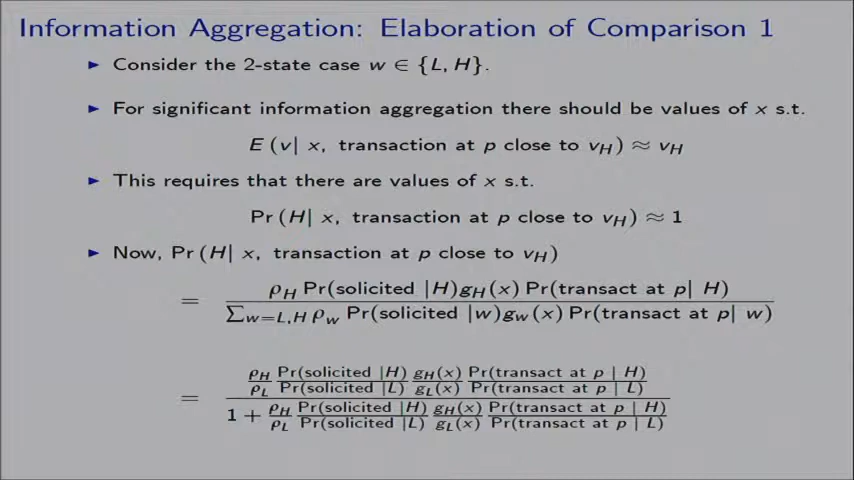 Information Aggregation: Elaboration of Comparison 1
▶ Consider the 2-state case w ∈ {L, H}.
▶ For significant information aggregation there should be values of x s.t.
E (v| x, transaction at p close to v_H) ≈ v_H
▶ This requires that there are values of x s.t.
Pr (H| x, transaction at p close to v_H) ≈ 1
▶ Now, Pr (H| x, transaction at p close to v_H)
= ρ_H Pr(solicited |H)g_H(x) Pr(transact at p| H)
∑_{w=L,H} ρ_w Pr(solicited |w)g_w(x) Pr(transact at p| w)
= ρ_H/ρ_L Pr(solicited |H)/Pr(solicited |L) g_H(x)/g_L(x) Pr(transact at p | H)/Pr(transact at p | L)
1 + ρ_H/ρ_L Pr(solicited |H)/Pr(solicited |L) g_H(x)/g_L(x) Pr(transact at p | H)/Pr(transact at p | L)